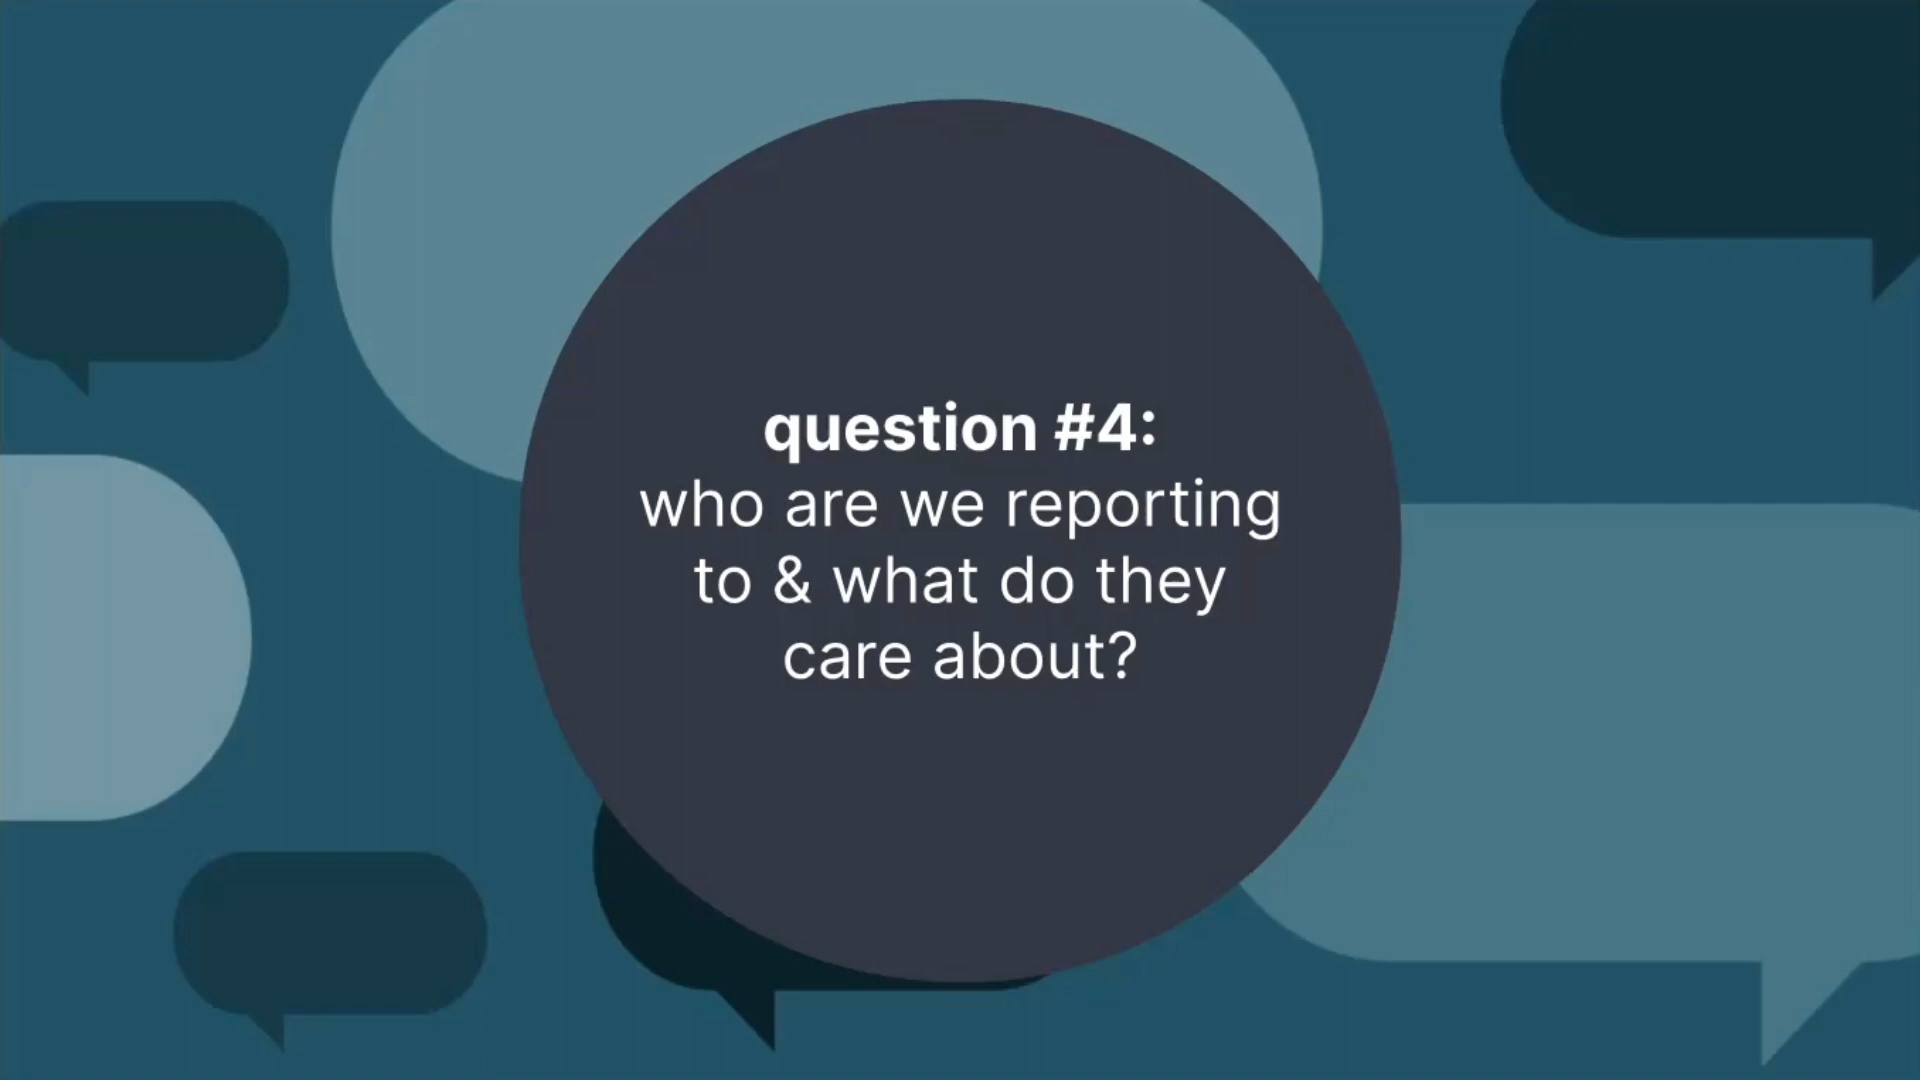 question #4:
who are we reporting
to & what do they
care about?